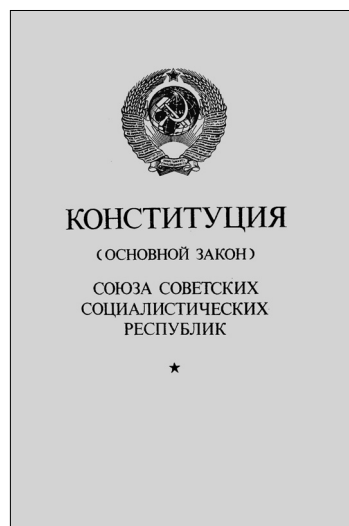 КОНСТИТУЦИЯ
(ОСНОВНОЙ ЗАКОН)
СОЮЗА СОВЕТСКИХ
СОЦИАЛИСТИЧЕСКИХ
РЕСПУБЛИК